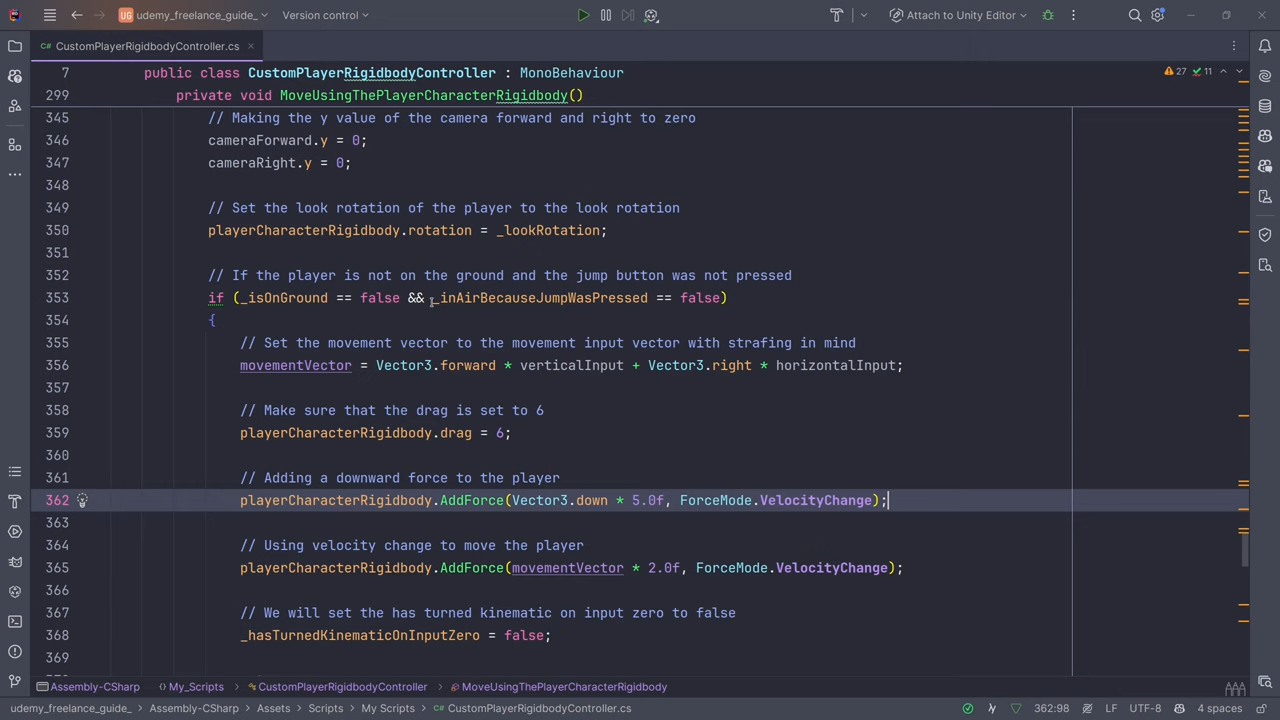 UG udemy_freelance_guide_ Version control Attach to Unity Editor
C# CustomPlayerRigidbodyController.cs
7 public class CustomPlayerRigidbodyController : MonoBehaviour 27 11
299 private void MoveUsingThePlayerCharacterRigidbody()
345 // Making the y value of the camera forward and right to zero
346 cameraForward.y = 0;
347 cameraRight.y = 0;
348
349 // Set the look rotation of the player to the look rotation
350 playerCharacterRigidbody.rotation = _lookRotation;
351
352 // If the player is not on the ground and the jump button was not pressed
353 if (_isOnGround == false && _inAirBecauseJumpWasPressed == false)
354 {
355 // Set the movement vector to the movement input vector with strafing in mind
356 movementVector = Vector3.forward * verticalInput + Vector3.right * horizontalInput;
357
358 // Make sure that the drag is set to 6
359 playerCharacterRigidbody.drag = 6;
360
361 // Adding a downward force to the player
362 playerCharacterRigidbody.AddForce(Vector3.down * 5.0f, ForceMode.VelocityChange);
363
364 // Using velocity change to move the player
365 playerCharacterRigidbody.AddForce(movementVector * 2.0f, ForceMode.VelocityChange);
366
367 // We will set the has turned kinematic on input zero to false
368 _hasTurnedKinematicOnInputZero = false;
369
Assembly-CSharp {} My_Scripts CustomPlayerRigidbodyController MoveUsingThePlayerCharacterRigidbody
udemy_freelance_guide_ > Assembly-CSharp > Assets > Scripts > My Scripts > CustomPlayerRigidbodyController.cs 362:98 LF UTF-8 4 spaces